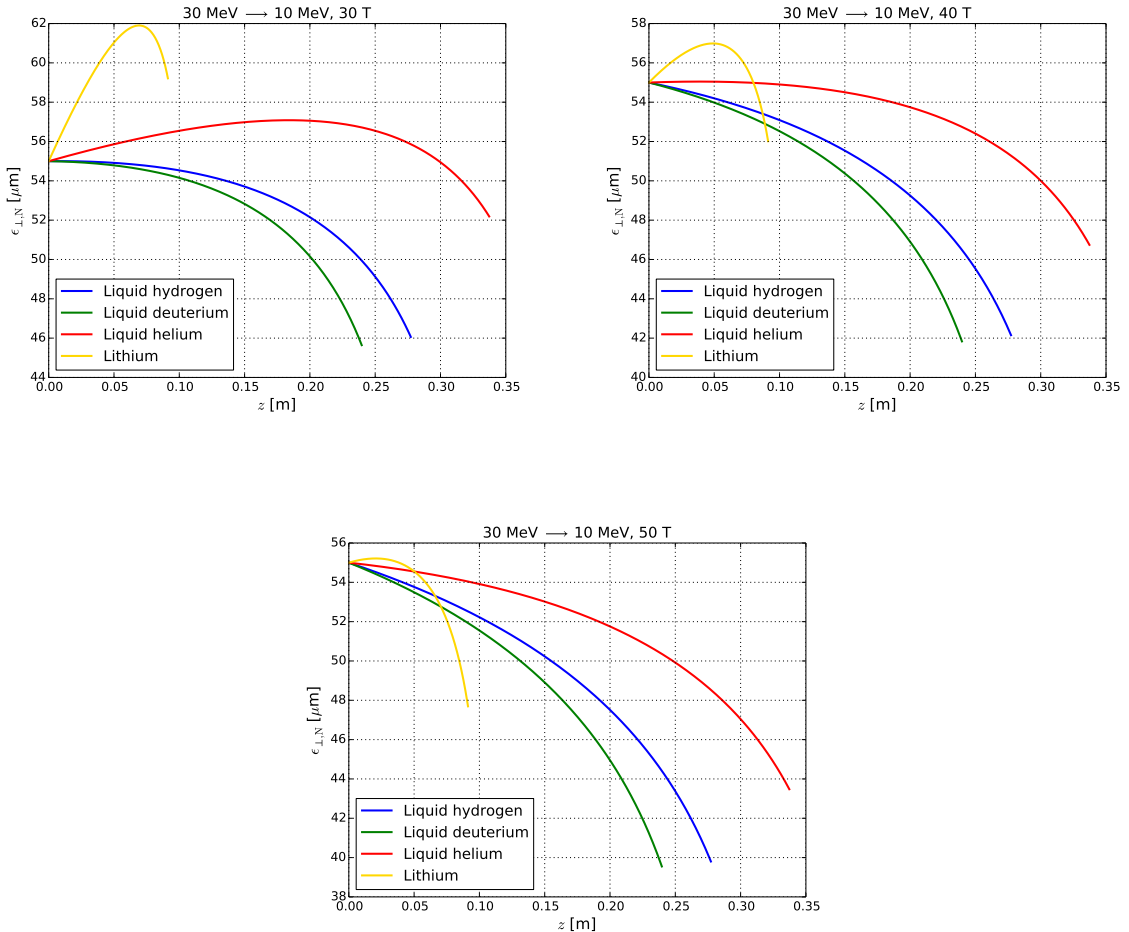 30 MeV ⟶ 10 MeV, 30 T
62
60
58
56
54
52
50
48
46
44
ϵ⊥,N [μm]
Liquid hydrogen
Liquid deuterium
Liquid helium
Lithium
0.00 0.05 0.10 0.15 0.20 0.25 0.30 0.35
z [m]
30 MeV ⟶ 10 MeV, 40 T
58
56
54
52
50
48
46
44
42
40
ϵ⊥,N [μm]
Liquid hydrogen
Liquid deuterium
Liquid helium
Lithium
0.00 0.05 0.10 0.15 0.20 0.25 0.30 0.35
z [m]
30 MeV ⟶ 10 MeV, 50 T
56
54
52
50
48
46
44
42
40
38
ϵ⊥,N [μm]
Liquid hydrogen
Liquid deuterium
Liquid helium
Lithium
0.00 0.05 0.10 0.15 0.20 0.25 0.30 0.35
z [m]